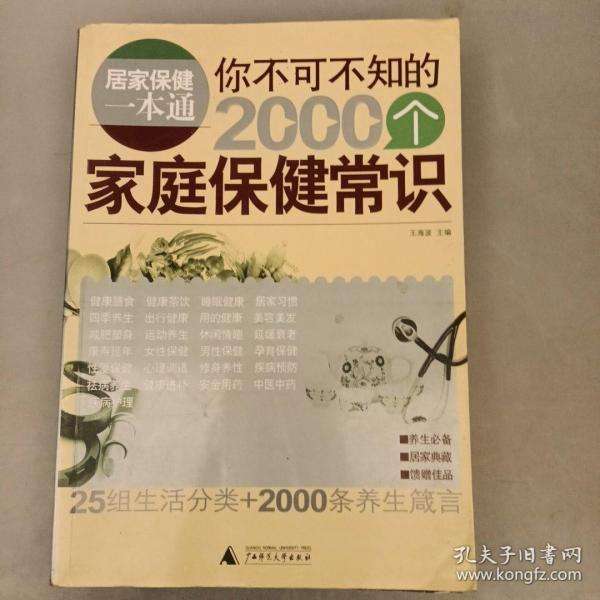 居家保健
一本通
你不可不知的
2000个
家庭保健常识
王海波 主编
健康膳食 健康茶饮 睡眠健康 居家习惯
四季养生 出行健康 用的健康 美容美发
减肥塑身 运动养生 休闲情趣 延缓衰老
康寿延年 女性保健 男性保健 孕育保健
性爱保健 心理调适 修身养性 疾病预防
祛病养生 健康进补 安全用药 中医中药
疾病护理
■养生必备
■居家典藏
■馈赠佳品
25组生活分类+2000条养生箴言
GUANGXI NORMAL UNIVERSITY PRESS
广西师范大学出版社
孔夫子旧书网
www.kongfz.com